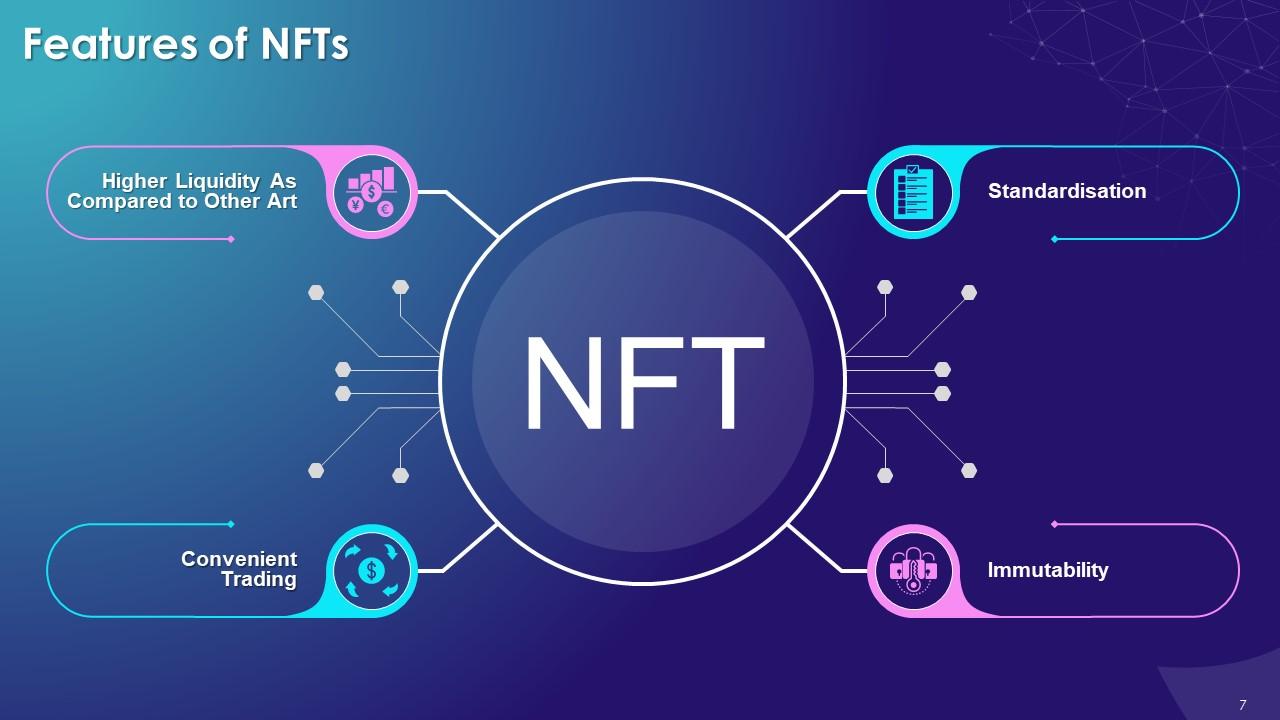 Features of NFTs
Higher Liquidity As
Compared to Other Art
Standardisation
NFT
Convenient
Trading
Immutability
7